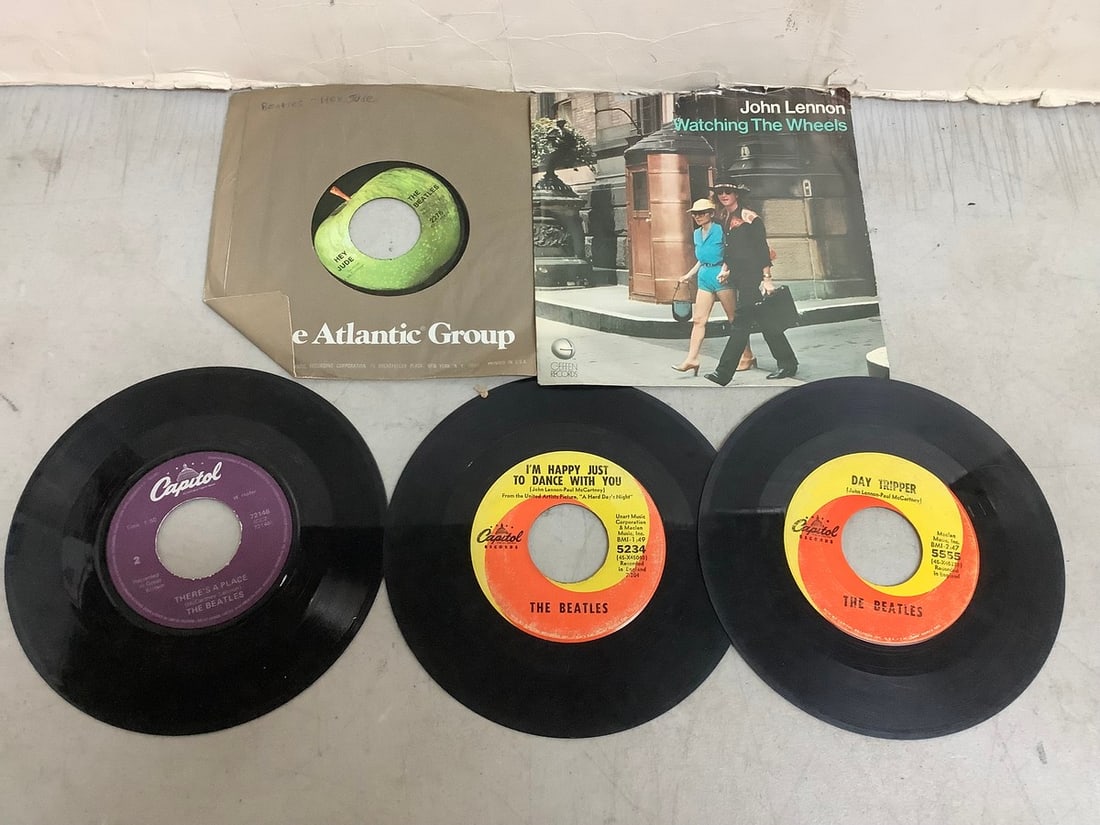 BEATLES - HEY JUDE
THE
BEATLES
2276
HEY
JUDE
e Atlantic Group
PRINTED IN U.S.A.
John Lennon
Watching The Wheels
GEFFEN
RECORDS
Capitol
72146
2
THERE'S A PLACE
THE BEATLES
I'M HAPPY JUST
TO DANCE WITH YOU
(John Lennon-Paul McCartney)
From the United Artists Picture, "A Hard Day's Night"
Capitol
RECORDS
Unart Music
Corporation
& Maclen
Music, Inc.
BMI-1:49
5234
Recorded
in England
THE BEATLES
DAY TRIPPER
(John Lennon-Paul McCartney)
Capitol
RECORDS
Maclen
Music, Inc.
BMI-2:47
5555
Recorded
in England
THE BEATLES